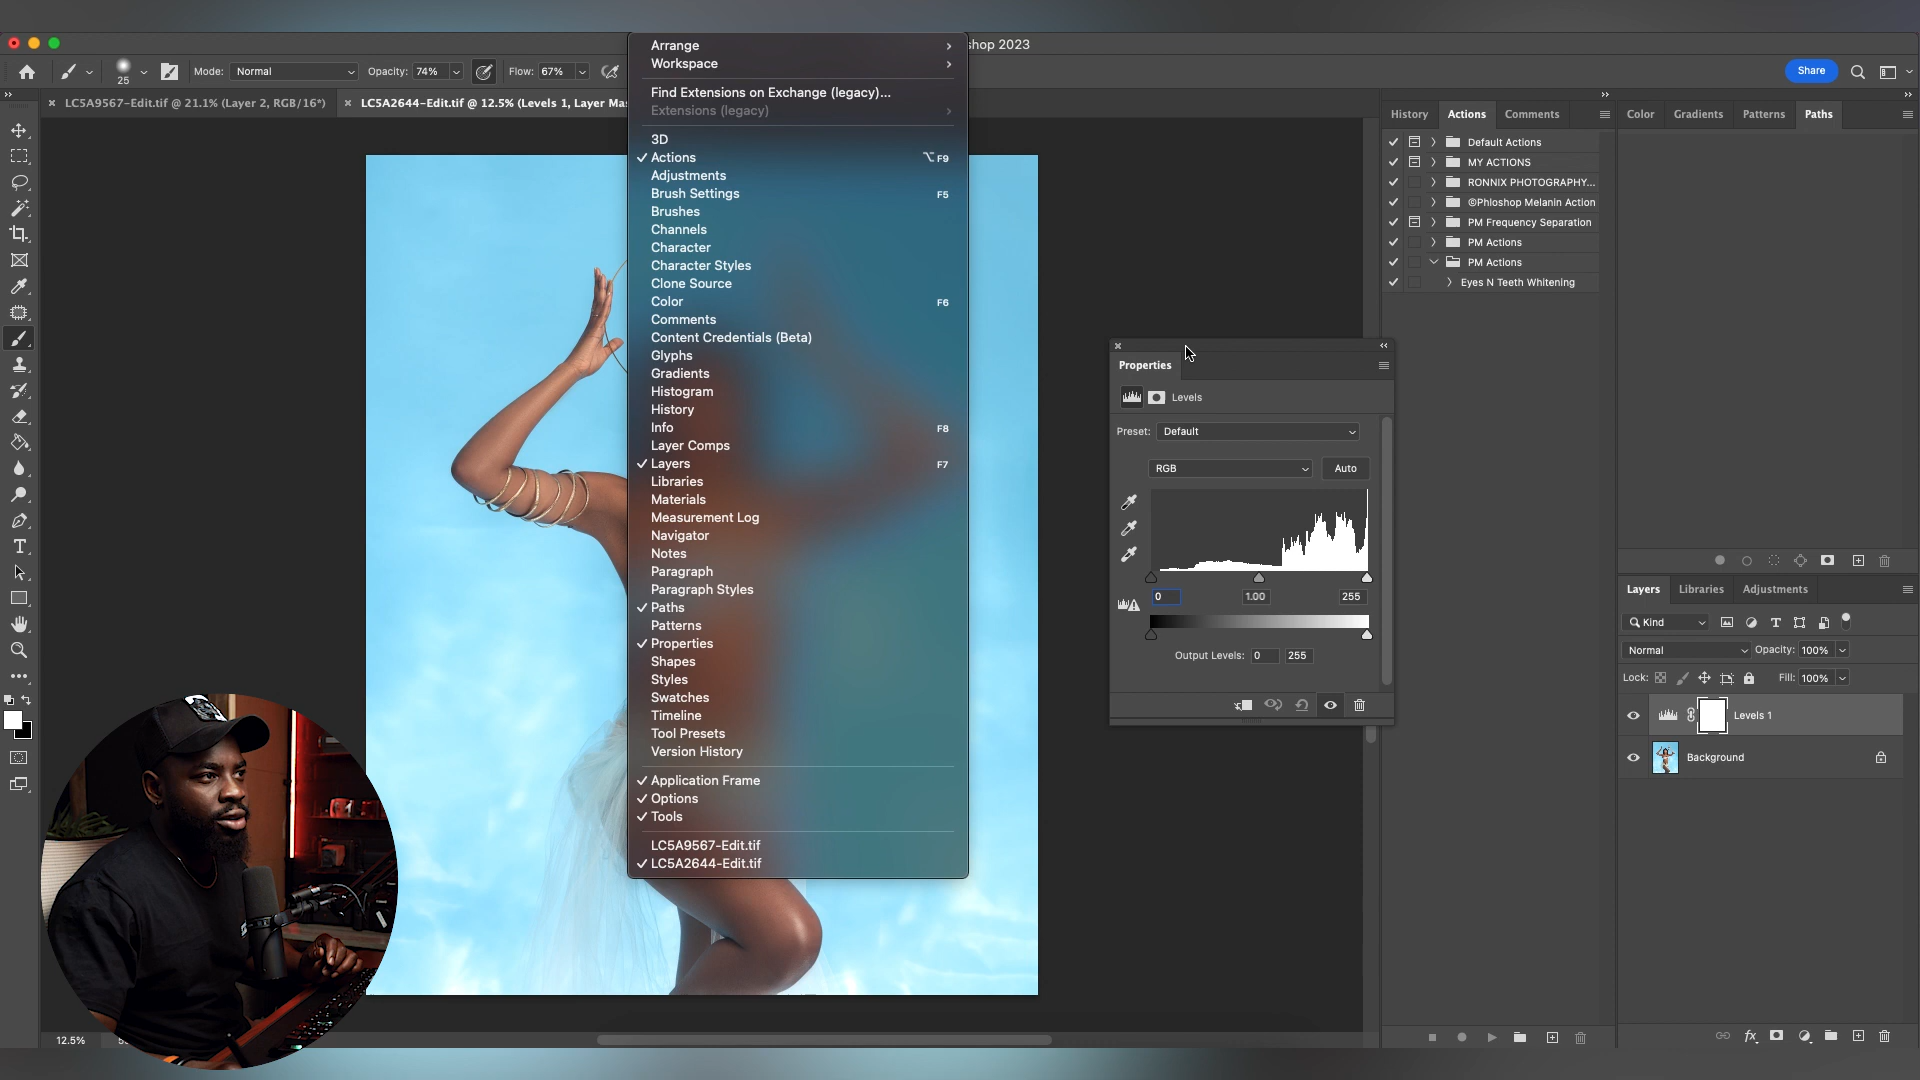 shop 2023
25
Mode:
Normal
Opacity:
74%
Flow:
67%
Share
LC5A9567-Edit.tif @ 21.1% (Layer 2, RGB/16*)
LC5A2644-Edit.tif @ 12.5% (Levels 1, Layer Ma
Arrange
Workspace
Find Extensions on Exchange (legacy)...
Extensions (legacy)
3D
Actions ⌥F9
Adjustments
Brush Settings F5
Brushes
Channels
Character
Character Styles
Clone Source
Color F6
Comments
Content Credentials (Beta)
Glyphs
Gradients
Histogram
History
Info F8
Layer Comps
Layers F7
Libraries
Materials
Measurement Log
Navigator
Notes
Paragraph
Paragraph Styles
Paths
Patterns
Properties
Shapes
Styles
Swatches
Timeline
Tool Presets
Version History
Application Frame
Options
Tools
LC5A9567-Edit.tif
LC5A2644-Edit.tif
Properties
Levels
Preset:
Default
RGB
Auto
0
1.00
255
Output Levels:
0
255
History
Actions
Comments
Default Actions
MY ACTIONS
RONNIX PHOTOGRAPHY...
©Phloshop Melanin Action
PM Frequency Separation
PM Actions
PM Actions
Eyes N Teeth Whitening
Color
Gradients
Patterns
Paths
Layers
Libraries
Adjustments
Kind
Normal
Opacity:
100%
Lock:
Fill:
100%
Levels 1
Background
fx
12.5%